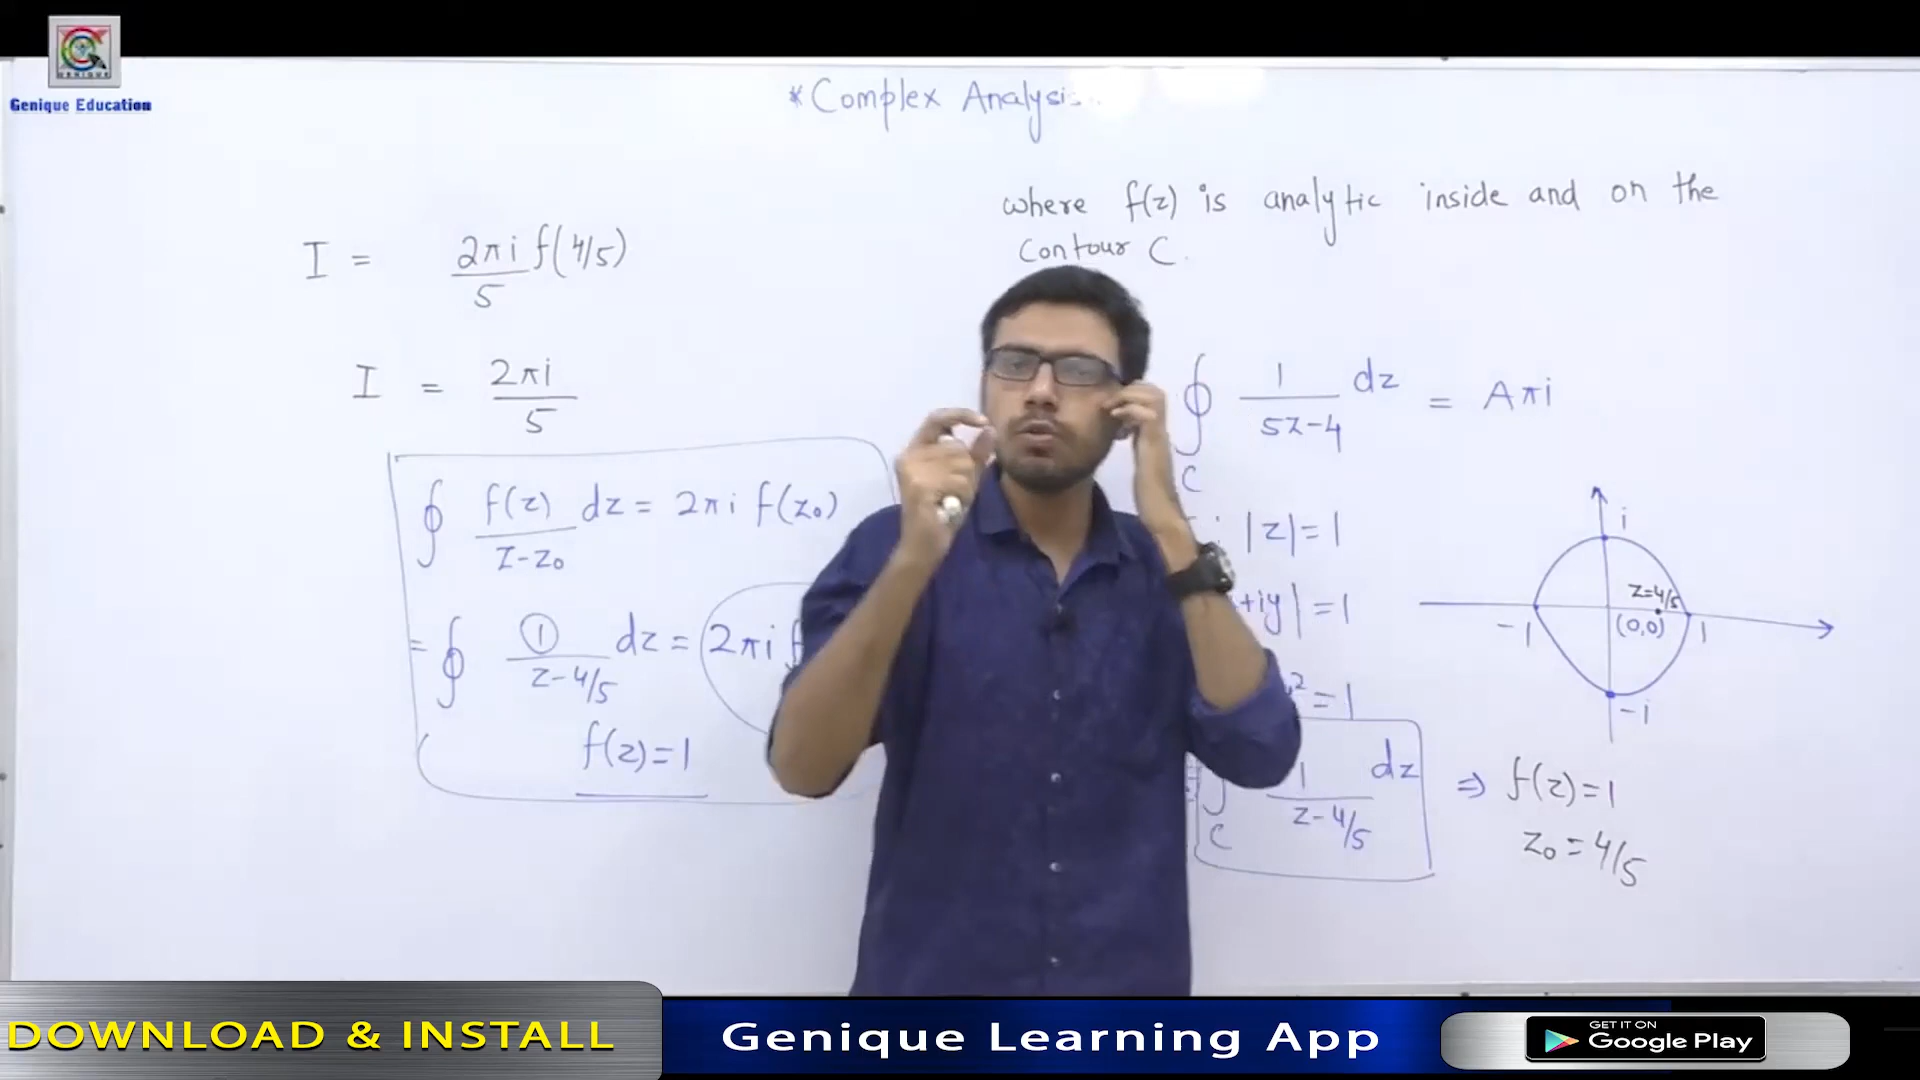 GENIQUE
Genique Education
*Complex Analysis
I = 2πi/5 f(4/5)
I = 2πi/5
∮ f(z)/(z-z₀) dz = 2πi f(z₀)
= ∮ ①/(z-4/5) dz = 2πi f
f(z)=1
where f(z) is analytic inside and on the
contour C.
∮ 1/(5z-4) dz = Aπi
C
|z|=1
+iy|=1
²=1
i
z=4/5
-1 (0,0) 1
-i
1/(z-4/5) dz ⇒ f(z)=1
C
z₀=4/5
DOWNLOAD & INSTALL
Genique Learning App
GET IT ON
Google Play